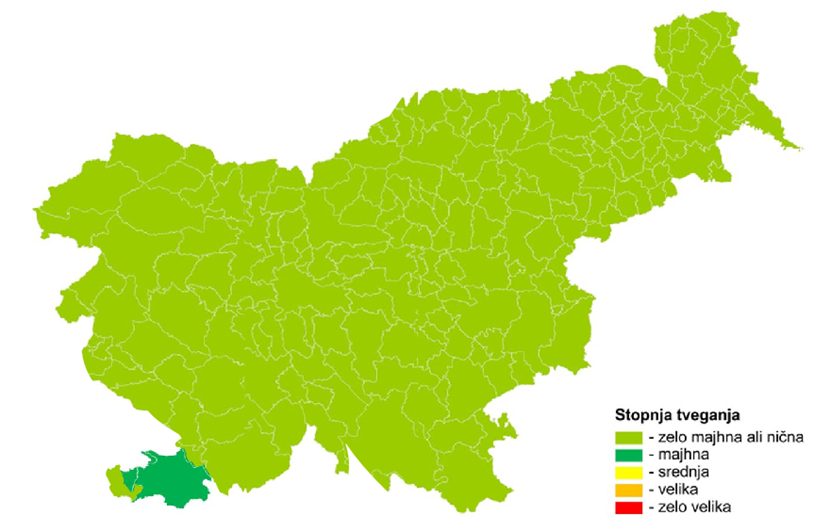 Stopnja tveganja
- zelo majhna ali nična
- majhna
- srednja
- velika
- zelo velika